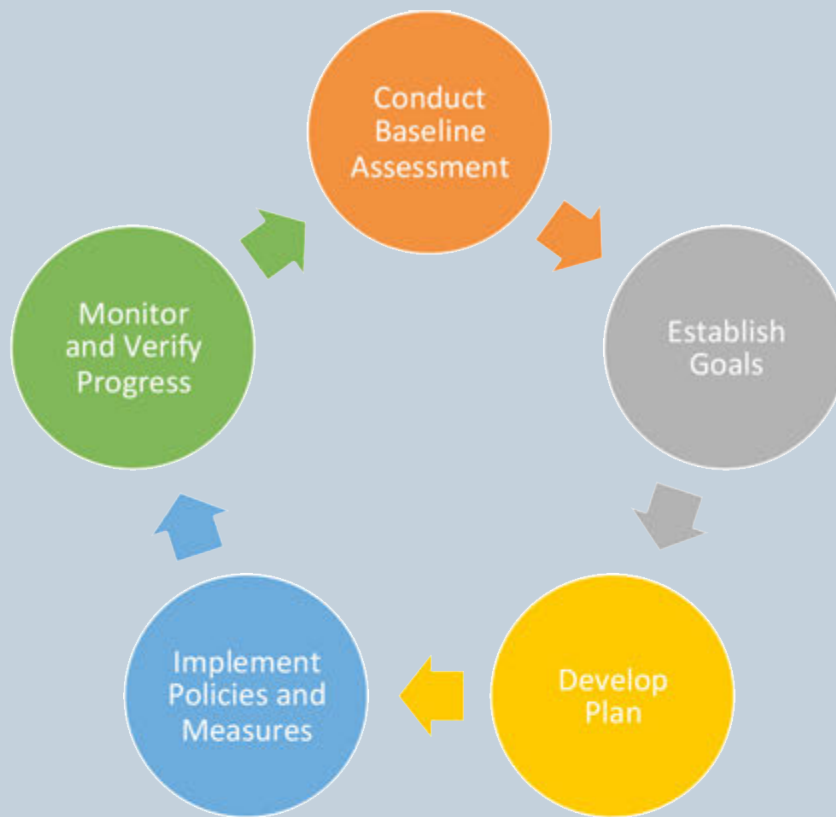 Conduct
Baseline
Assessment
Establish
Goals
Develop
Plan
Implement
Policies and
Measures
Monitor
and Verify
Progress